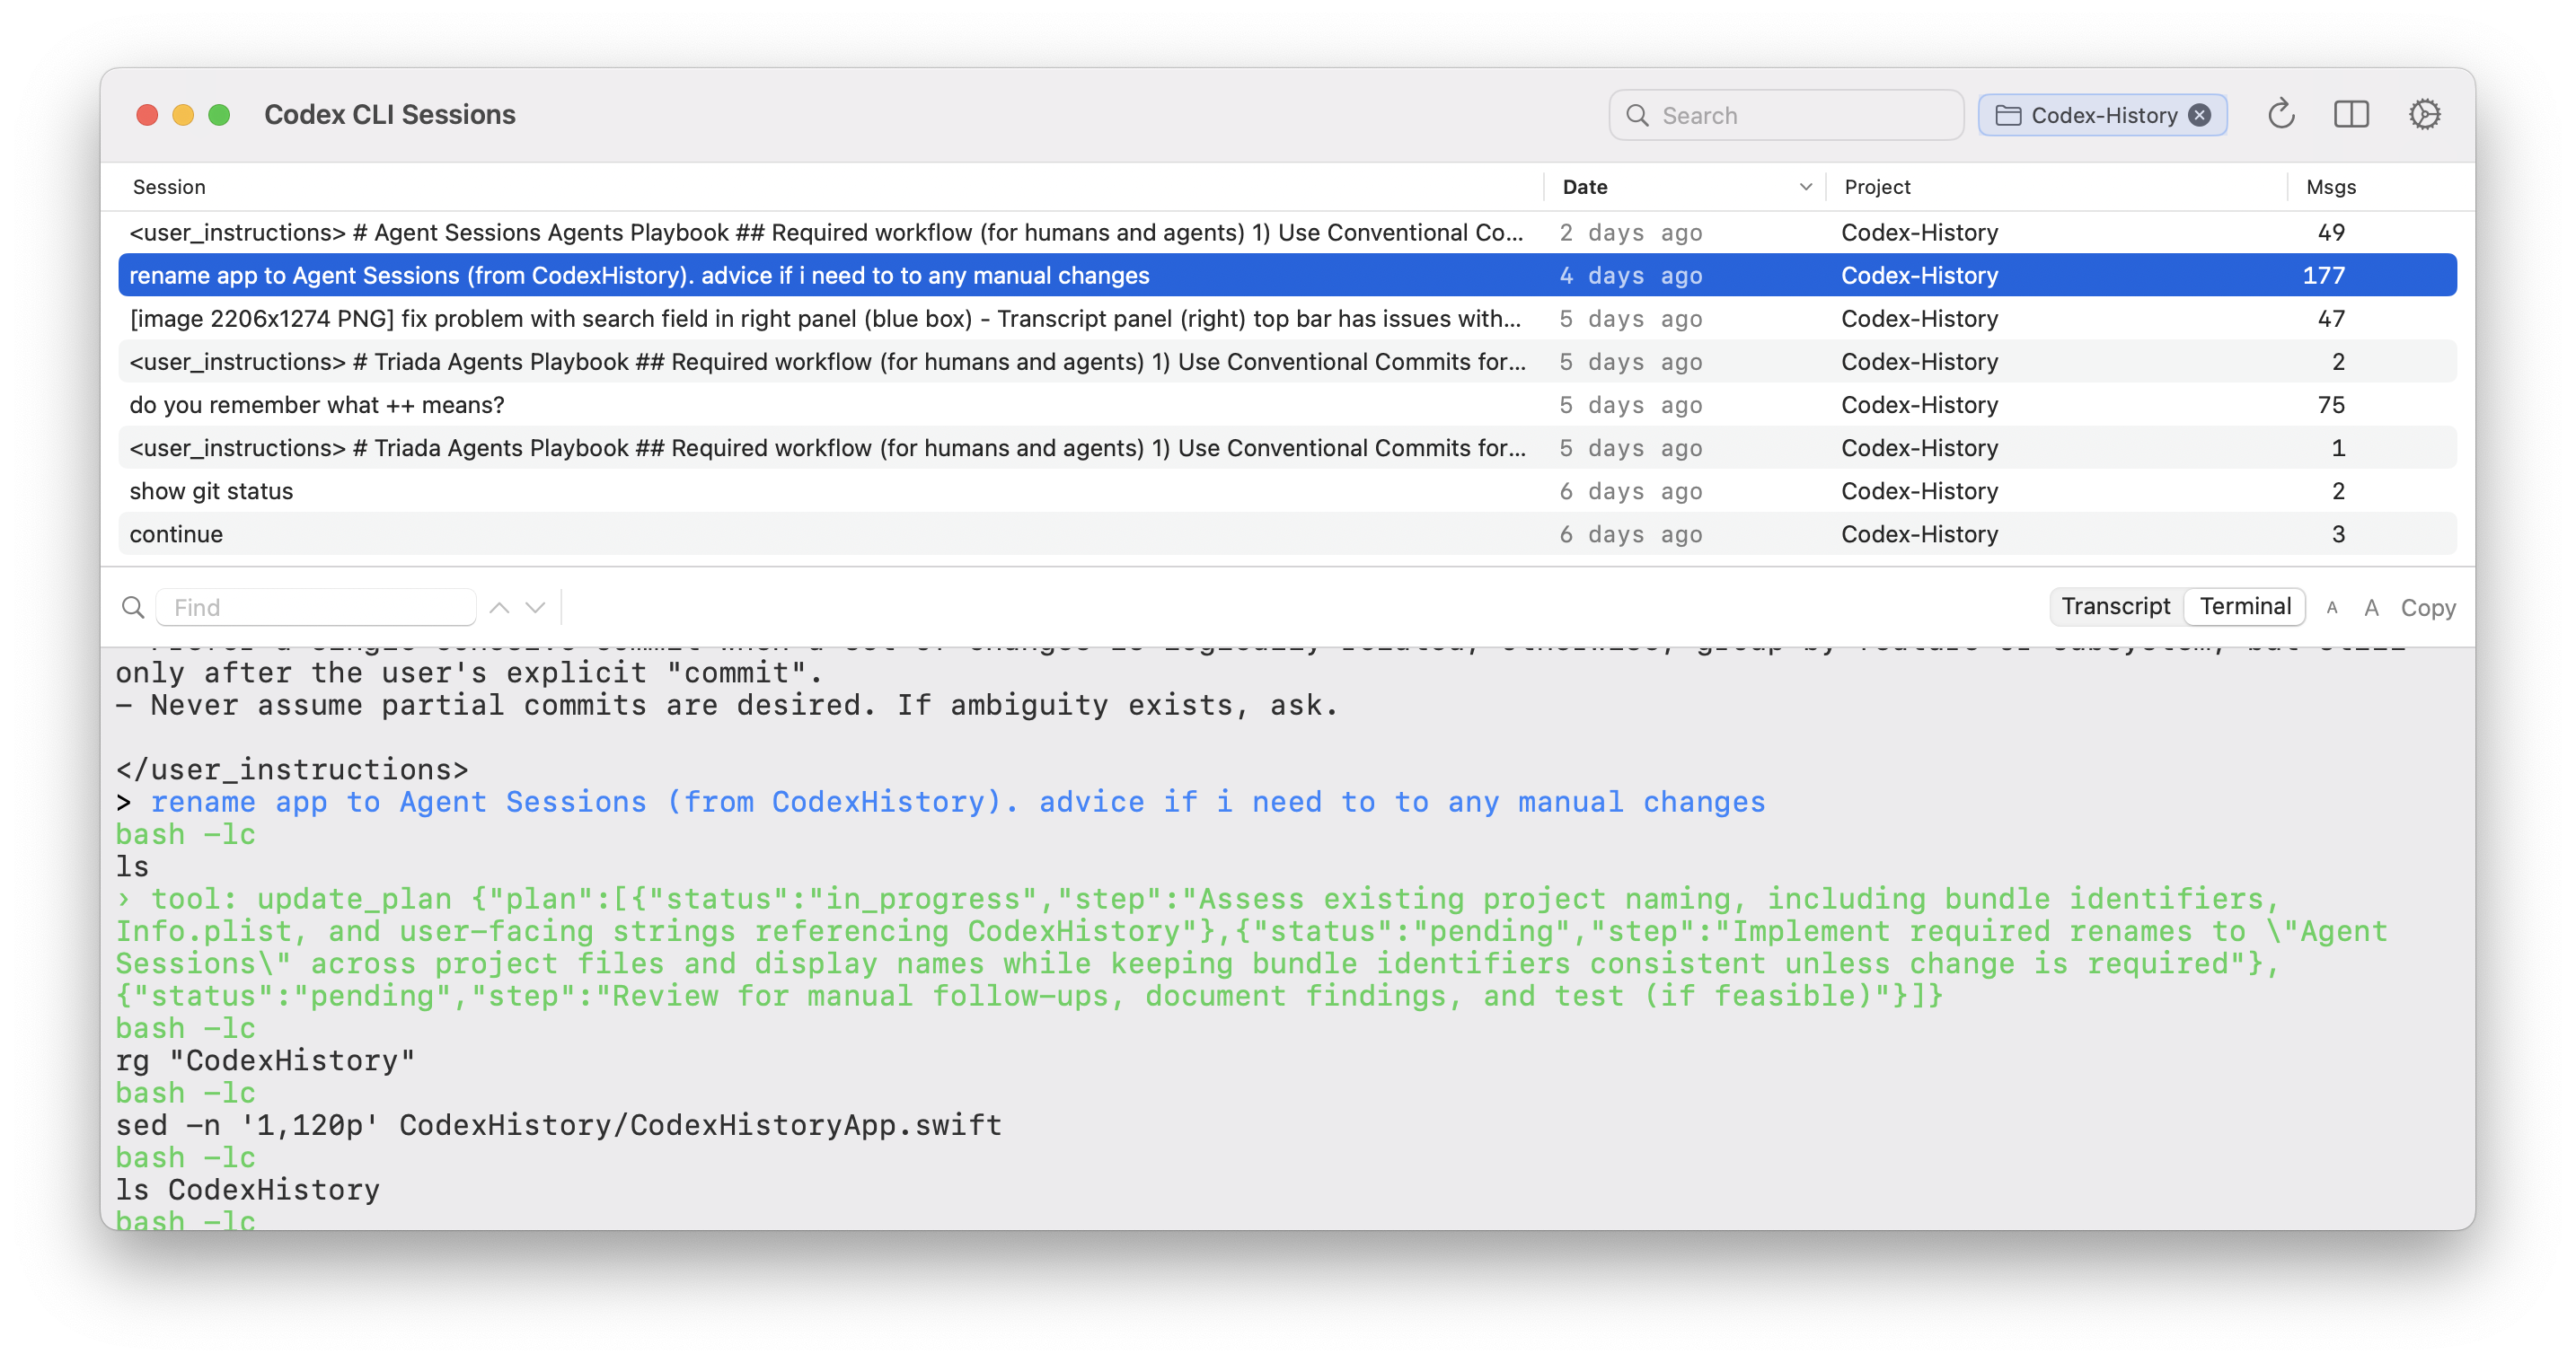 Codex CLI Sessions
Search
Codex-History
Session Date Project Msgs
<user_instructions> # Agent Sessions Agents Playbook ## Required workflow (for humans and agents) 1) Use Conventional Co... 2 days ago Codex-History 49
rename app to Agent Sessions (from CodexHistory). advice if i need to to any manual changes 4 days ago Codex-History 177
[image 2206x1274 PNG] fix problem with search field in right panel (blue box) - Transcript panel (right) top bar has issues with... 5 days ago Codex-History 47
<user_instructions> # Triada Agents Playbook ## Required workflow (for humans and agents) 1) Use Conventional Commits for... 5 days ago Codex-History 2
do you remember what ++ means? 5 days ago Codex-History 75
<user_instructions> # Triada Agents Playbook ## Required workflow (for humans and agents) 1) Use Conventional Commits for... 5 days ago Codex-History 1
show git status 6 days ago Codex-History 2
continue 6 days ago Codex-History 3
Find
Transcript Terminal A A Copy
only after the user's explicit "commit".
- Never assume partial commits are desired. If ambiguity exists, ask.
</user_instructions>
> rename app to Agent Sessions (from CodexHistory). advice if i need to to any manual changes
bash -lc
ls
› tool: update_plan {"plan":[{"status":"in_progress","step":"Assess existing project naming, including bundle identifiers,
Info.plist, and user-facing strings referencing CodexHistory"},{"status":"pending","step":"Implement required renames to \"Agent
Sessions\" across project files and display names while keeping bundle identifiers consistent unless change is required"},
{"status":"pending","step":"Review for manual follow-ups, document findings, and test (if feasible)"}]}
bash -lc
rg "CodexHistory"
bash -lc
sed -n '1,120p' CodexHistory/CodexHistoryApp.swift
bash -lc
ls CodexHistory
bash -lc